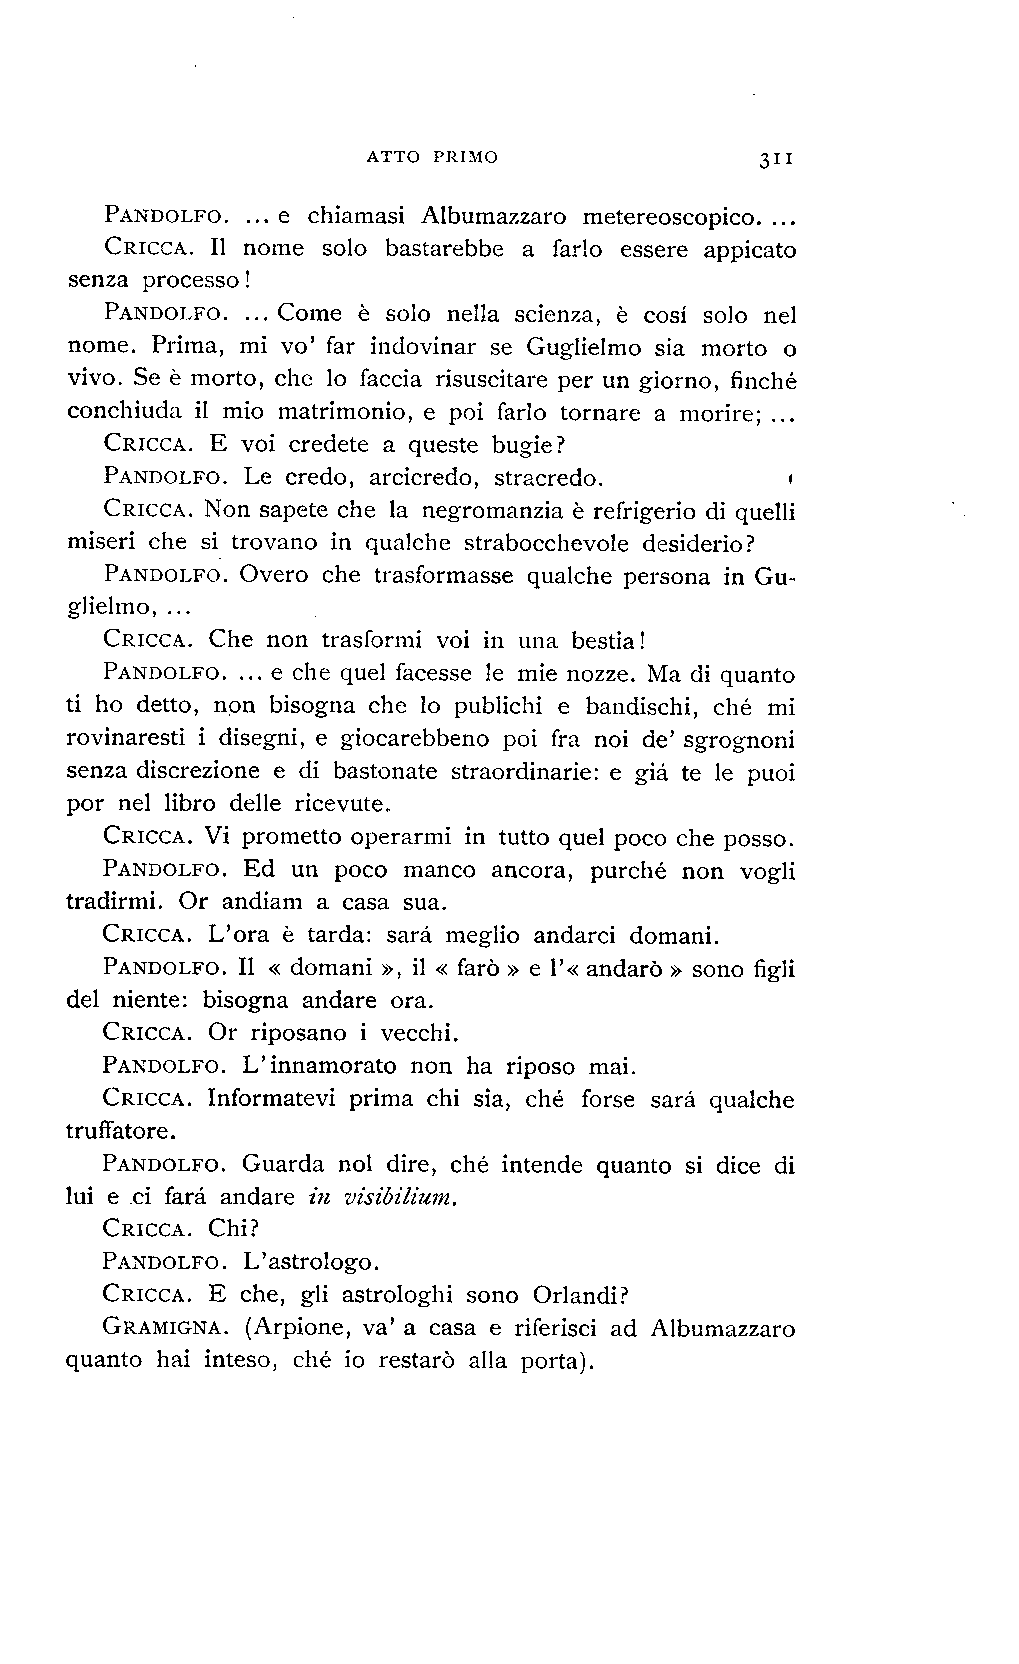 ATTO PRIMO 311
PANDOLFO. ... e chiamasi Albumazzaro metereoscopico. ...
CRICCA. Il nome solo bastarebbe a farlo essere appicato
senza processo!
PANDOLFO. ... Come è solo nella scienza, è cosí solo nel
nome. Prima, mi vo' far indovinar se Guglielmo sia morto o
vivo. Se è morto, che lo faccia risuscitare per un giorno, finché
conchiuda il mio matrimonio, e poi farlo tornare a morire; ...
CRICCA. E voi credete a queste bugie?
PANDOLFO. Le credo, arcicredo, stracredo.
CRICCA. Non sapete che la negromanzia è refrigerio di quelli
miseri che si trovano in qualche strabocchevole desiderio?
PANDOLFO. Overo che trasformasse qualche persona in Gu-
glielmo, ...
CRICCA. Che non trasformi voi in una bestia!
PANDOLFO. ... e che quel facesse le mie nozze. Ma di quanto
ti ho detto, non bisogna che lo publichi e bandischi, ché mi
rovinaresti i disegni, e giocarebbeno poi fra noi de' sgrognoni
senza discrezione e di bastonate straordinarie: e giá te le puoi
por nel libro delle ricevute.
CRICCA. Vi prometto operarmi in tutto quel poco che posso.
PANDOLFO. Ed un poco manco ancora, purché non vogli
tradirmi. Or andiam a casa sua.
CRICCA. L'ora è tarda: sará meglio andarci domani.
PANDOLFO. Il « domani », il « farò » e l'« andarò » sono figli
del niente: bisogna andare ora.
CRICCA. Or riposano i vecchi.
PANDOLFO. L'innamorato non ha riposo mai.
CRICCA. Informatevi prima chi sia, ché forse sará qualche
truffatore.
PANDOLFO. Guarda nol dire, ché intende quanto si dice di
lui e ci fará andare in visibilium.
CRICCA. Chi?
PANDOLFO. L'astrologo.
CRICCA. E che, gli astrologhi sono Orlandi?
GRAMIGNA. (Arpione, va' a casa e riferisci ad Albumazzaro
quanto hai inteso, ché io restarò alla porta).